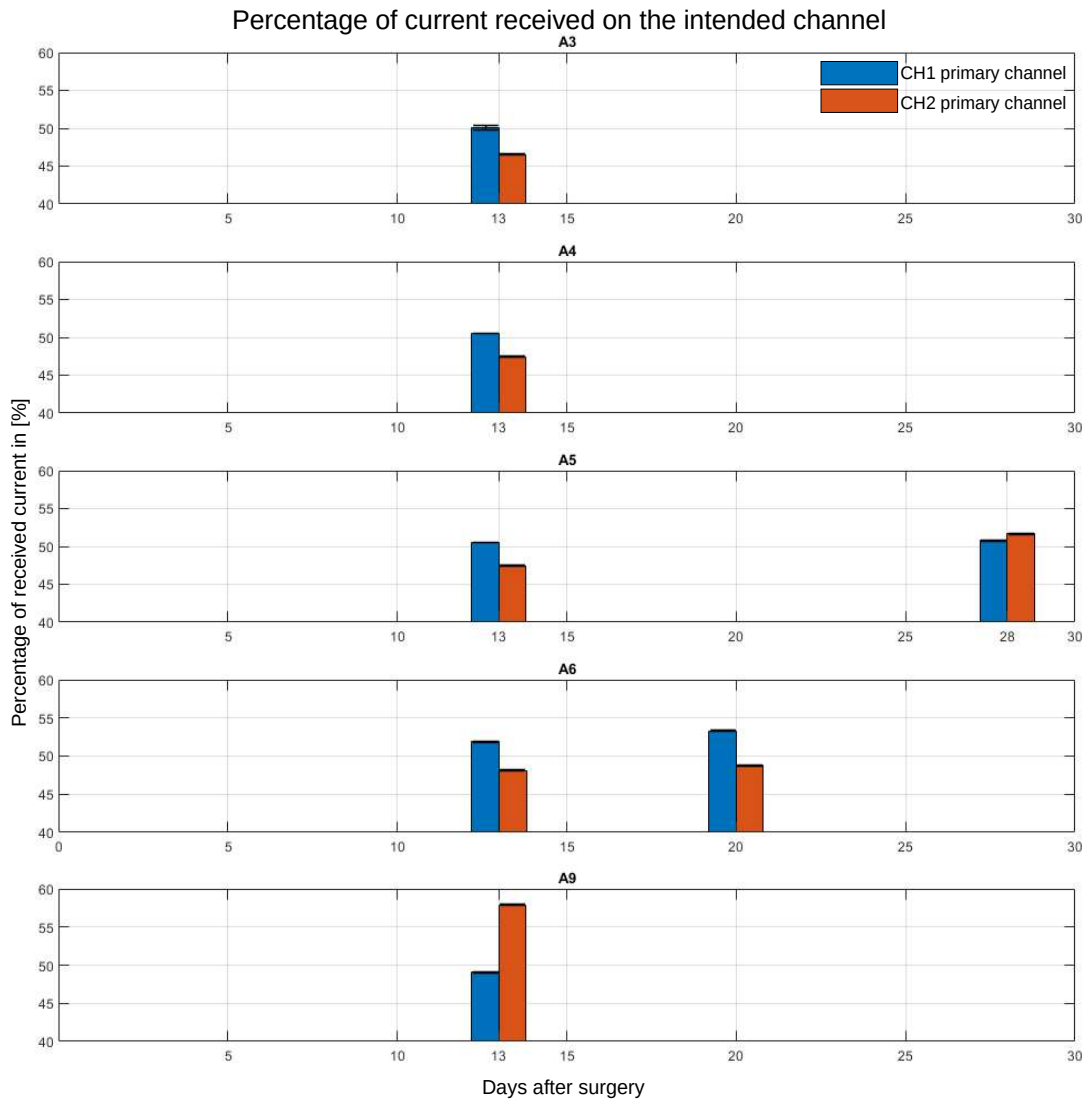 Percentage of current received on the intended channel
A3
CH1 primary channel
CH2 primary channel
60
55
50
45
40
5 10 13 15 20 25 30
A4
60
55
50
45
40
5 10 13 15 20 25 30
A5
60
55
50
45
40
5 10 13 15 20 25 28 30
A6
60
55
50
45
40
0 5 10 13 15 20 25 30
A9
60
55
50
45
40
5 10 13 15 20 25 30
Percentage of received current in [%]
Days after surgery